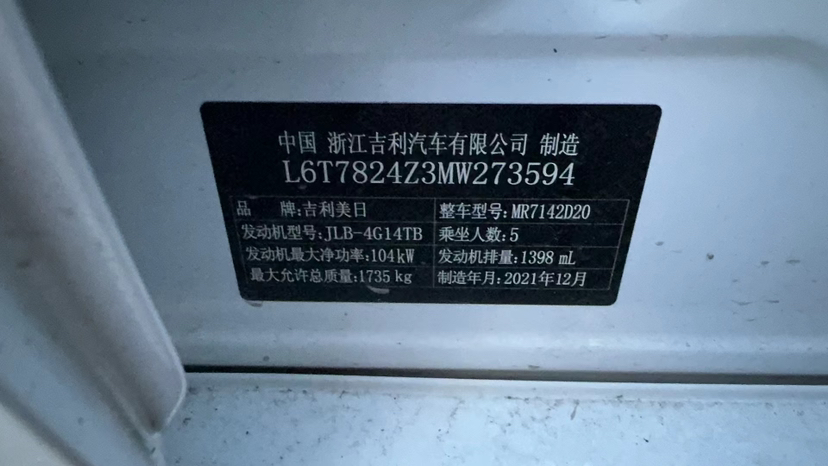 中国 浙江吉利汽车有限公司 制造
L6T7824Z3MW273594
品 牌:吉利美日 整车型号:MR7142D20
发动机型号:JLB-4G14TB 乘坐人数:5
发动机最大净功率:104kW 发动机排量:1398 mL
最大允许总质量:1735 kg 制造年月:2021年12月